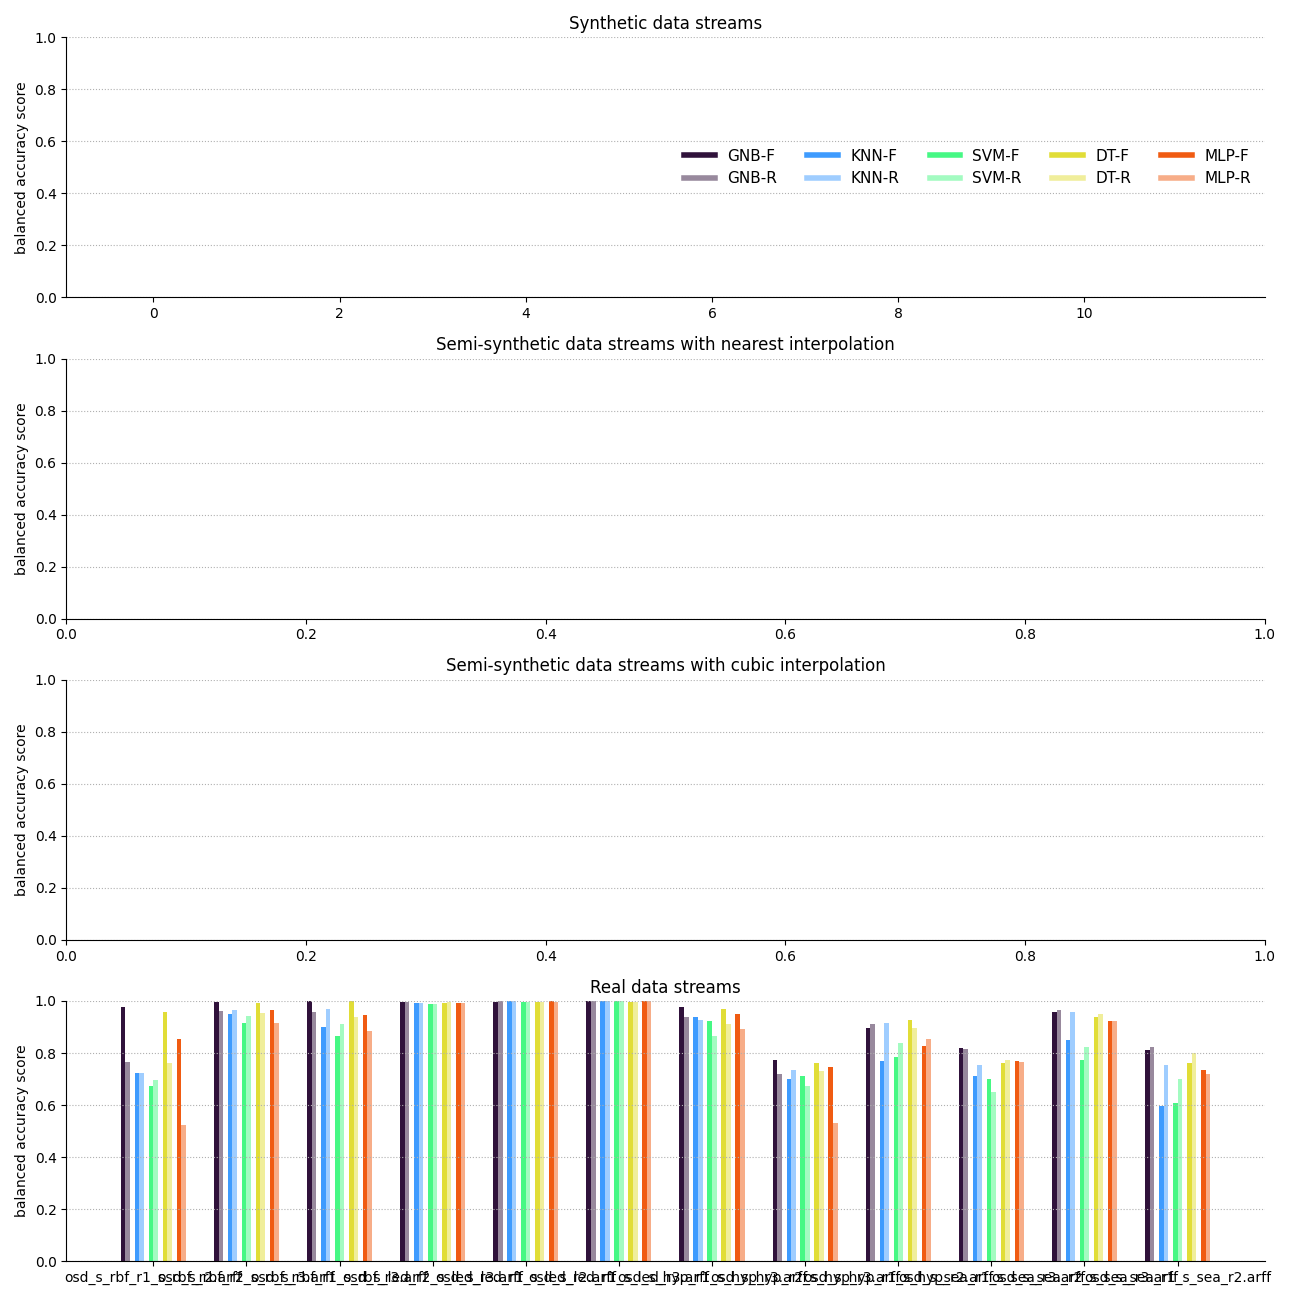 Synthetic data streams
1.0
0.8
0.6
0.4
0.2
0.0
balanced accuracy score
GNB-F KNN-F SVM-F DT-F MLP-F
GNB-R KNN-R SVM-R DT-R MLP-R
0 2 4 6 8 10
Semi-synthetic data streams with nearest interpolation
1.0
0.8
0.6
0.4
0.2
0.0
balanced accuracy score
0.0 0.2 0.4 0.6 0.8 1.0
Semi-synthetic data streams with cubic interpolation
1.0
0.8
0.6
0.4
0.2
0.0
balanced accuracy score
0.0 0.2 0.4 0.6 0.8 1.0
Real data streams
1.0
0.8
0.6
0.4
0.2
0.0
balanced accuracy score